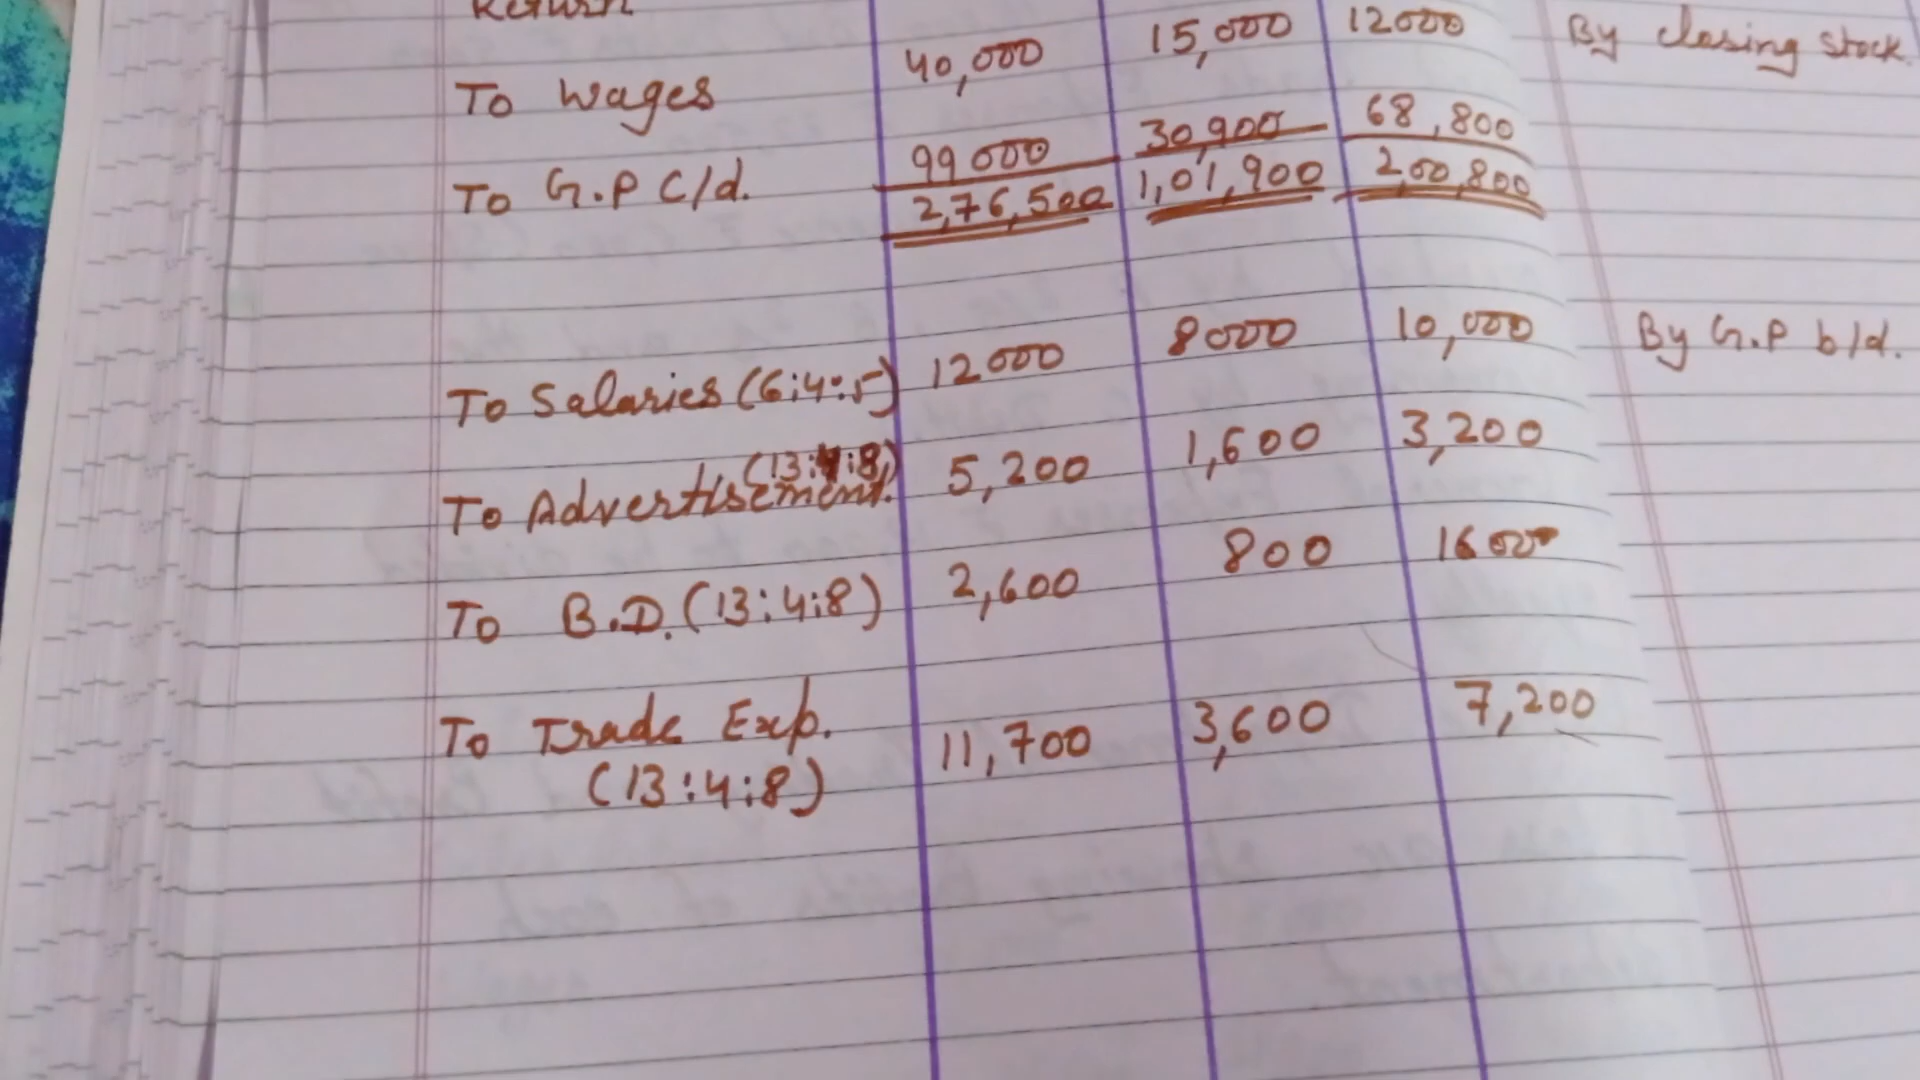 Return
To Wages 40,000 15,000 12000 By closing stock.
To G.P C/d. 99000 30,900 68,800
2,76,500 1,01,900 2,00,800
To Salaries (6:4:5) 12000 8000 10,000 By G.P b/d.
To Advertisement. (13:4:8) 5,200 1,600 3,200
To B.D. (13:4:8) 2,600 800 1600
To Trade Exp. 11,700 3,600 7,200
(13:4:8)